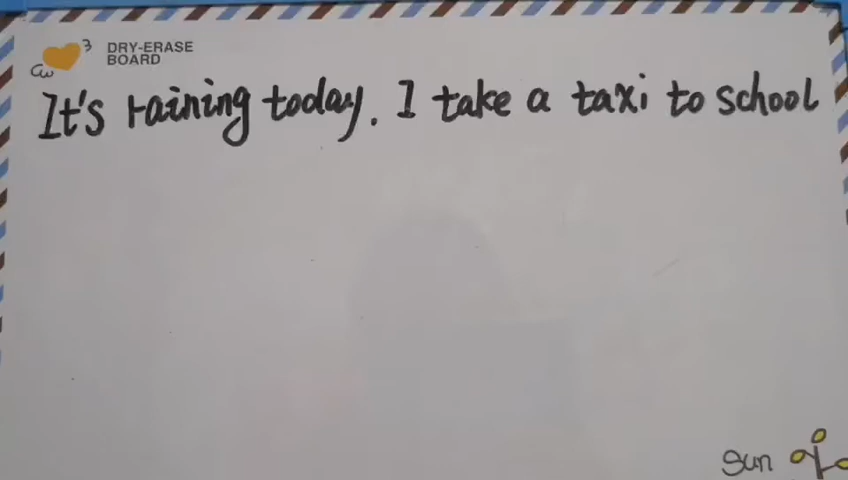 DRY-ERASE
BOARD
It's raining today. I take a taxi to school
sun